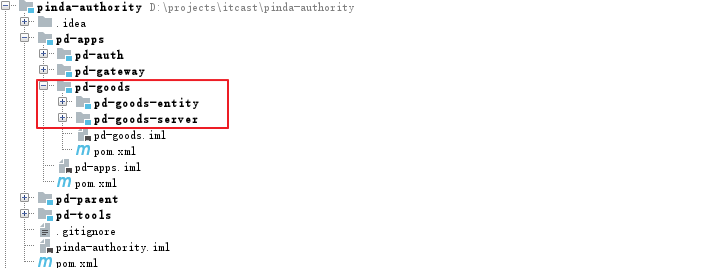 pinda-authority D:\projects\itcast\pinda-authority
.idea
pd-apps
pd-auth
pd-gateway
pd-goods
pd-goods-entity
pd-goods-server
pd-goods.iml
pom.xml
pd-apps.iml
pom.xml
pd-parent
pd-tools
.gitignore
pinda-authority.iml
pom.xml